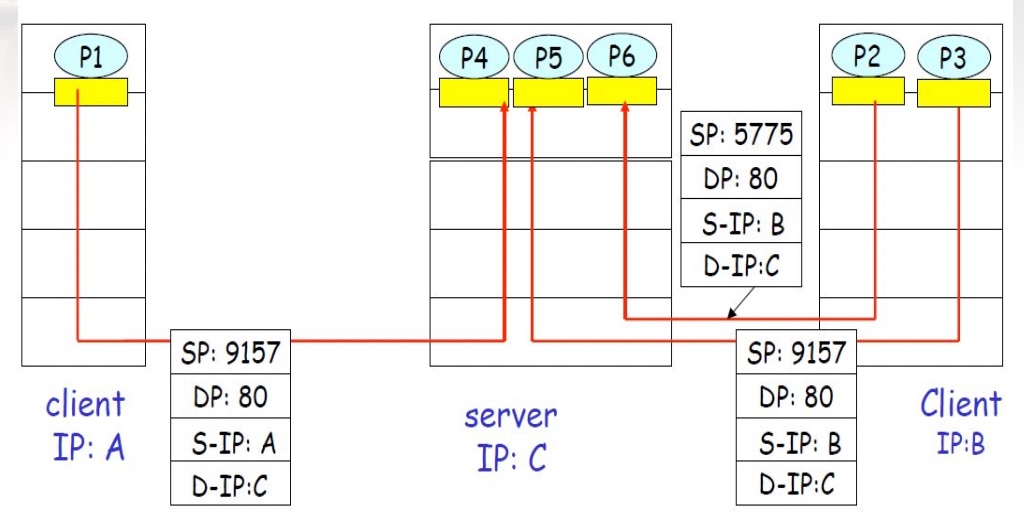 P1
P4
P5
P6
P2
P3
SP: 5775
DP: 80
S-IP: B
D-IP:C
SP: 9157
DP: 80
S-IP: A
D-IP:C
SP: 9157
DP: 80
S-IP: B
D-IP:C
client
IP: A
server
IP: C
Client
IP:B